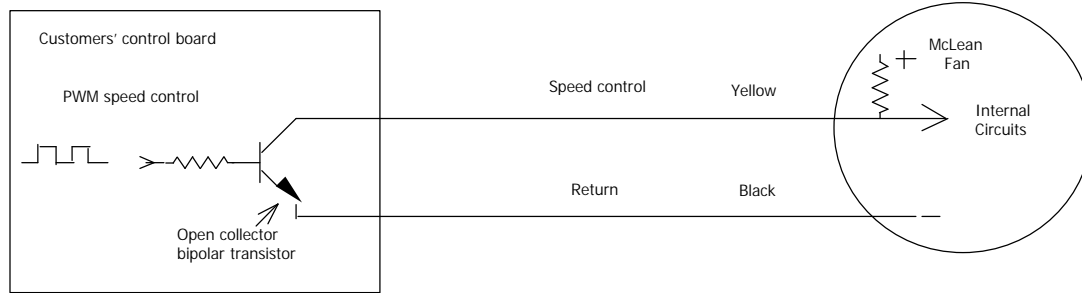 Customers' control board
PWM speed control
Open collector
bipolar transistor
Speed control
Yellow
Return
Black
McLean
Fan
Internal
Circuits